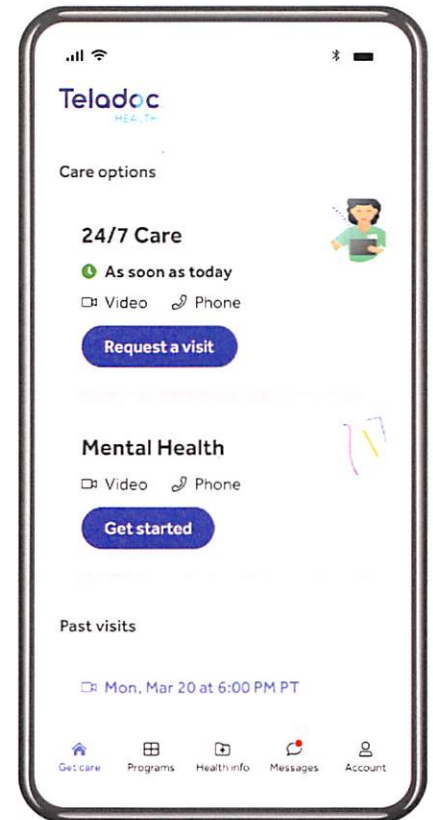 Teladoc
HEALTH
Care options
24/7 Care
As soon as today
Video Phone
Request a visit
Mental Health
Video Phone
Get started
Past visits
Mon, Mar 20 at 6:00 PM PT
Get care Programs Health info Messages Account